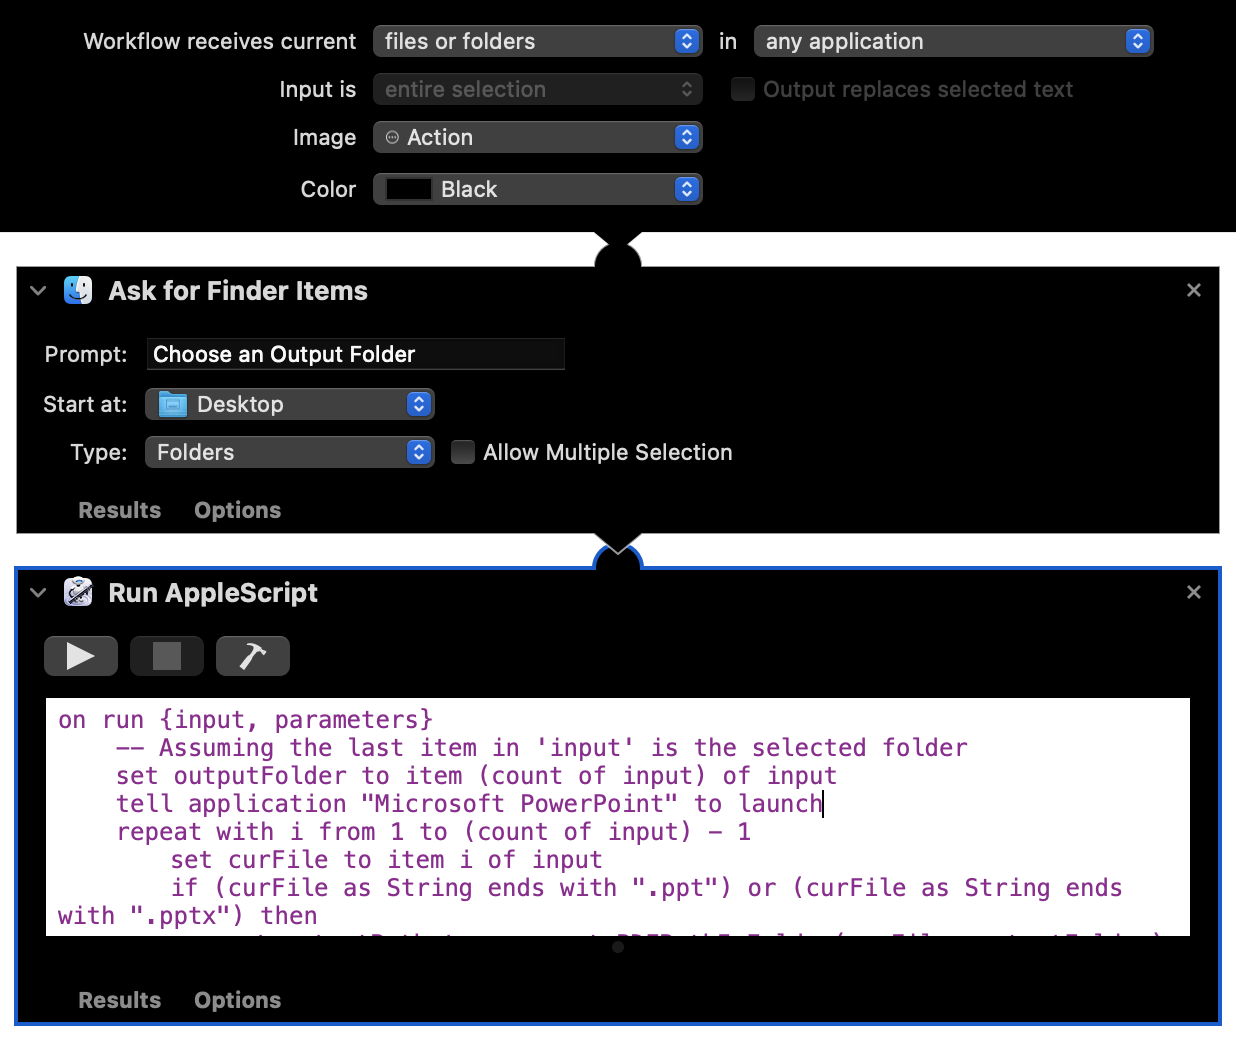 Workflow receives current files or folders in any application
Input is entire selection Output replaces selected text
Image Action
Color Black
Ask for Finder Items
Prompt: Choose an Output Folder
Start at: Desktop
Type: Folders Allow Multiple Selection
Results Options
Run AppleScript
on run {input, parameters}
-- Assuming the last item in 'input' is the selected folder
set outputFolder to item (count of input) of input
tell application "Microsoft PowerPoint" to launch
repeat with i from 1 to (count of input) - 1
set curFile to item i of input
if (curFile as String ends with ".ppt") or (curFile as String ends
with ".pptx") then
Results Options